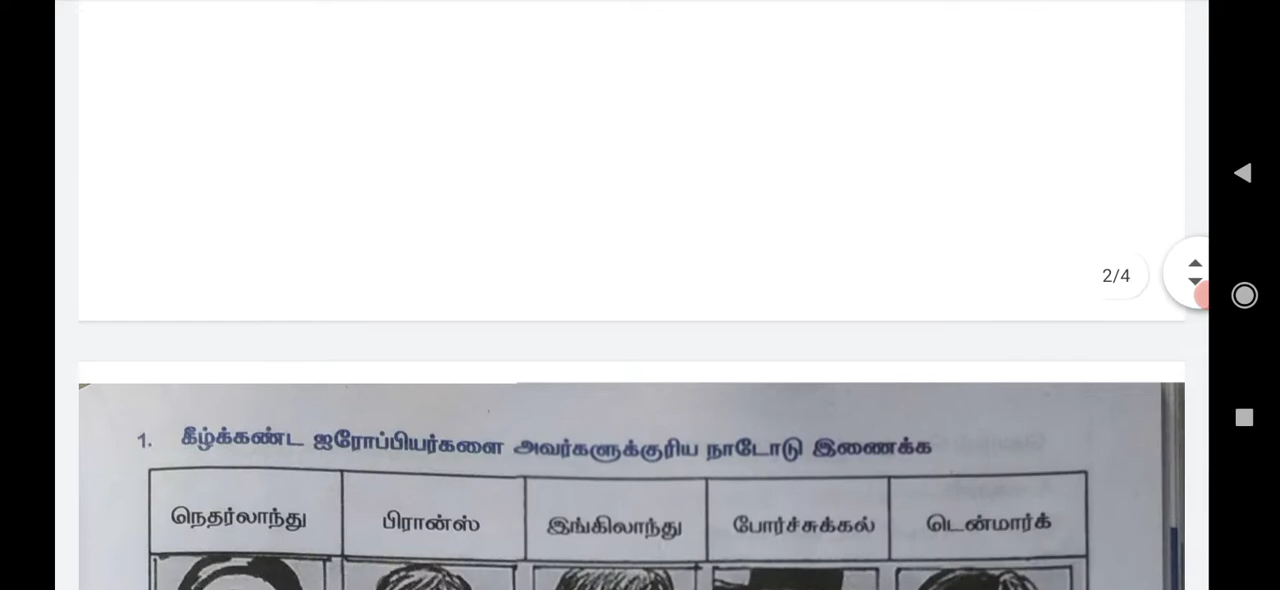 2/4
1. கீழ்க்கண்ட ஐரோப்பியர்களை அவர்களுக்குரிய நாடோடு இணைக்க
நெதர்லாந்து பிரான்ஸ் இங்கிலாந்து போர்ச்சுக்கல் டென்மார்க்